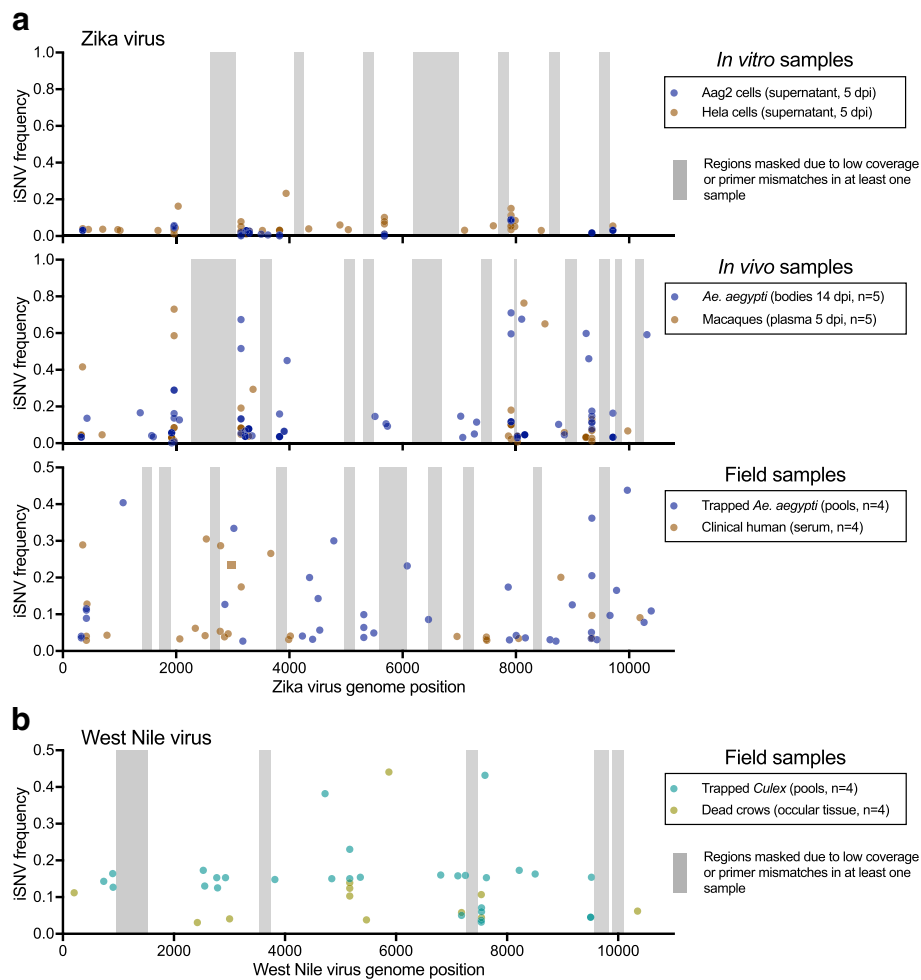 a
Zika virus
1.0
0.8
0.6
0.4
0.2
0.0
iSNV frequency
In vitro samples
Aag2 cells (supernatant, 5 dpi)
Hela cells (supernatant, 5 dpi)
Regions masked due to low coverage
or primer mismatches in at least one
sample
1.0
0.8
0.6
0.4
0.2
0.0
iSNV frequency
In vivo samples
Ae. aegypti (bodies 14 dpi, n=5)
Macaques (plasma 5 dpi, n=5)
0.5
0.4
0.3
0.2
0.1
0.0
iSNV frequency
Field samples
Trapped Ae. aegypti (pools, n=4)
Clinical human (serum, n=4)
0 2000 4000 6000 8000 10000
Zika virus genome position
b
West Nile virus
0.5
0.4
0.3
0.2
0.1
0.0
iSNV frequency
Field samples
Trapped Culex (pools, n=4)
Dead crows (occular tissue, n=4)
Regions masked due to low coverage
or primer mismatches in at least one
sample
0 2000 4000 6000 8000 10000
West Nile virus genome position